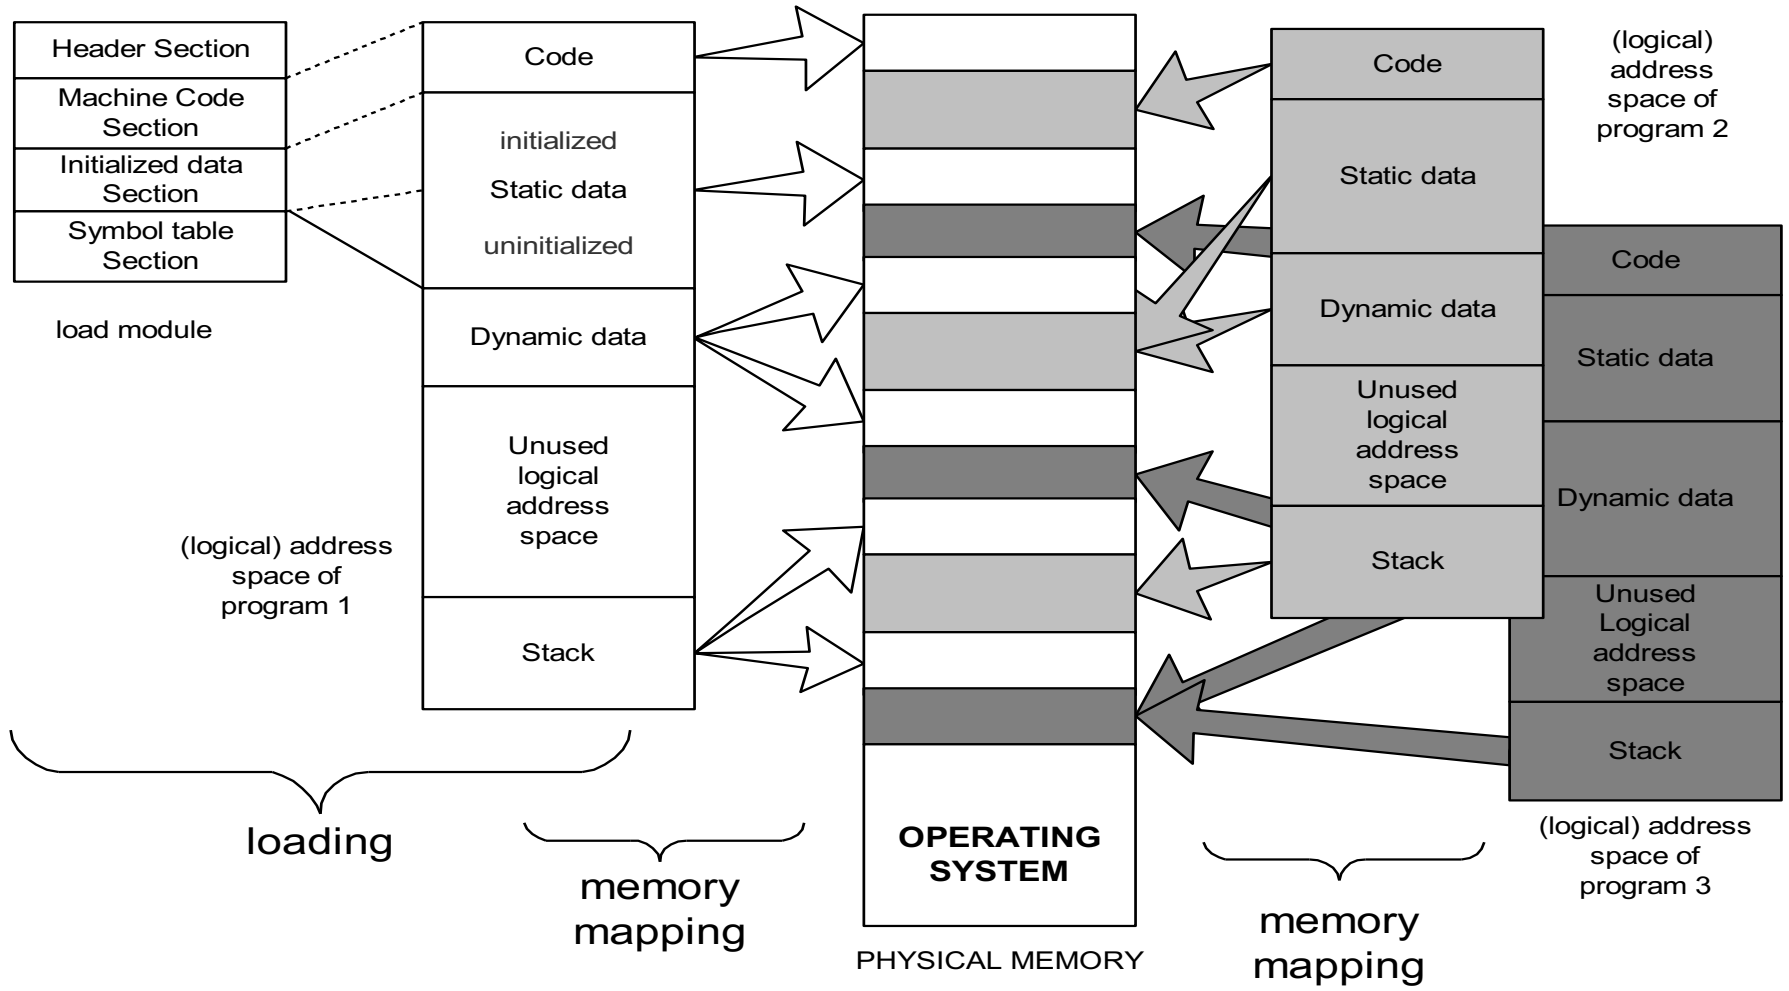 Header Section
Machine Code
Section
Initialized data
Section
Symbol table
Section
load module
Code
initialized
Static data
uninitialized
Dynamic data
Unused
logical
address
space
Stack
(logical) address
space of
program 1
loading
memory
mapping
OPERATING
SYSTEM
PHYSICAL MEMORY
Code
Static data
Dynamic data
Unused
logical
address
space
Stack
(logical)
address
space of
program 2
Code
Static data
Dynamic data
Unused
Logical
address
space
Stack
(logical) address
space of
program 3
memory
mapping